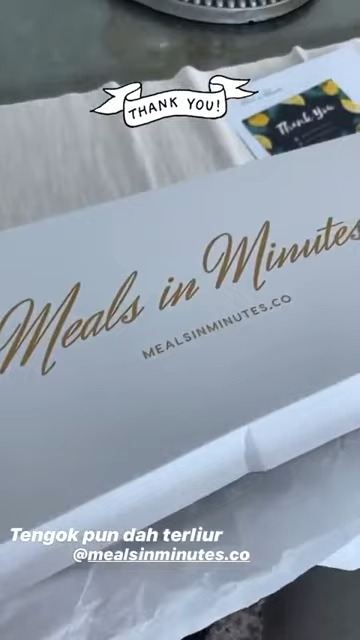 THANK YOU!
Thank You
Meals in Minutes
MEALSINMINUTES.CO
Tengok pun dah terliur
@mealsinminutes.co